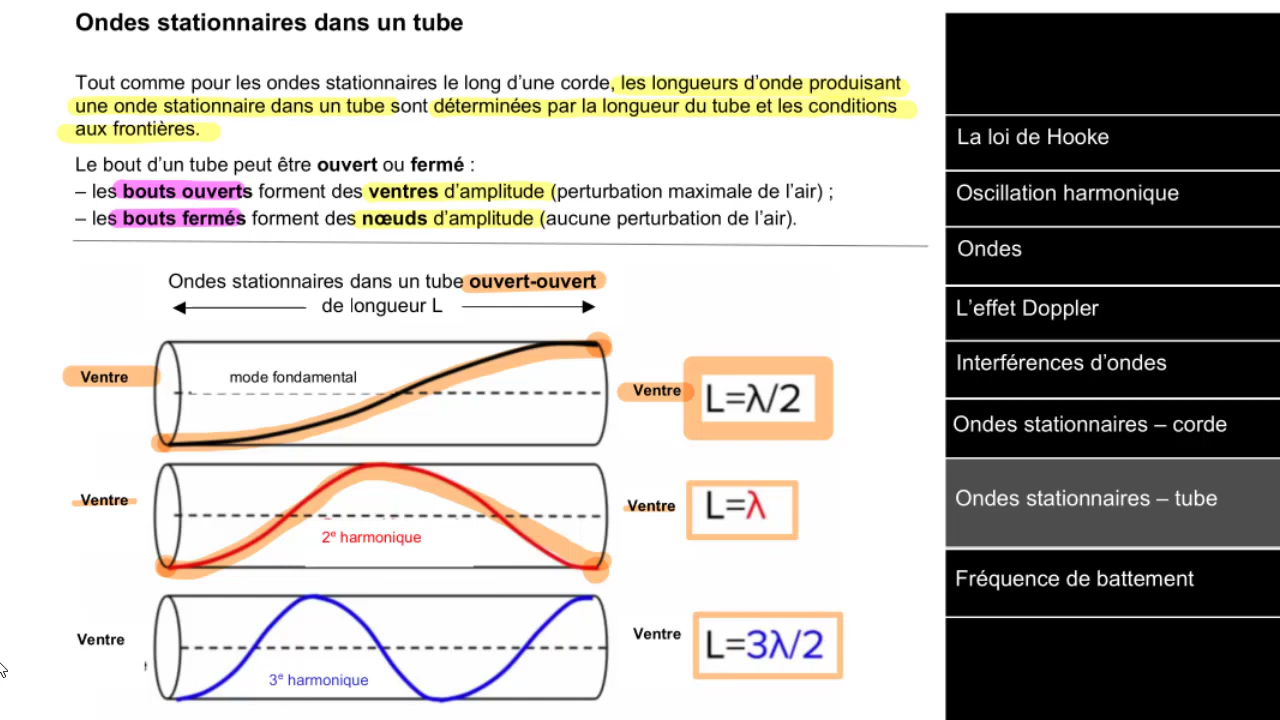 Ondes stationnaires dans un tube
Tout comme pour les ondes stationnaires le long d’une corde, les longueurs d’onde produisant
une onde stationnaire dans un tube sont déterminées par la longueur du tube et les conditions
aux frontières.
Le bout d’un tube peut être ouvert ou fermé :
– les bouts ouverts forment des ventres d’amplitude (perturbation maximale de l’air) ;
– les bouts fermés forment des nœuds d’amplitude (aucune perturbation de l’air).
Ondes stationnaires dans un tube ouvert-ouvert
de longueur L
Ventre
mode fondamental
Ventre
L=λ/2
Ventre
2e harmonique
Ventre
L=λ
Ventre
3e harmonique
Ventre
L=3λ/2
La loi de Hooke
Oscillation harmonique
Ondes
L’effet Doppler
Interférences d’ondes
Ondes stationnaires – corde
Ondes stationnaires – tube
Fréquence de battement